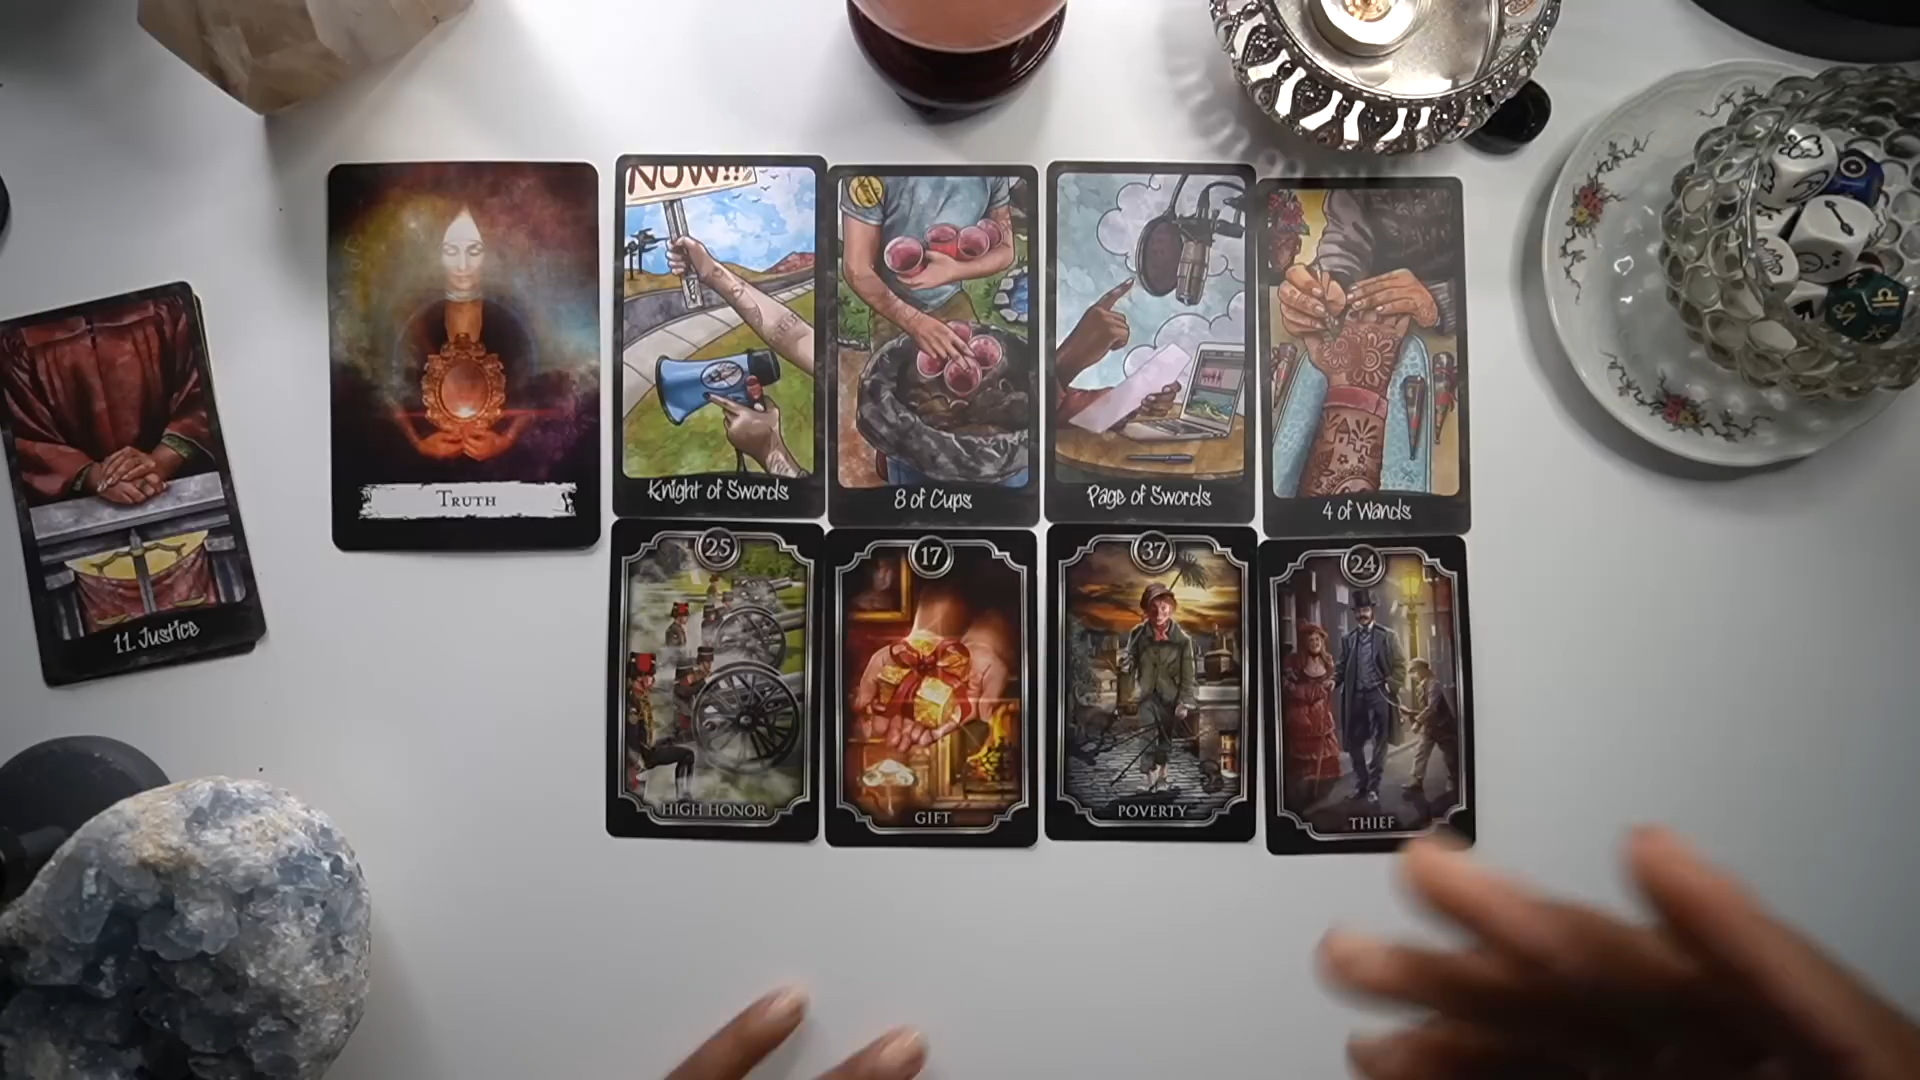 NOW!!!
11. Justice
TRUTH
Knight of Swords
8 of Cups
Page of Swords
4 of Wands
25
17
37
24
HIGH HONOR
GIFT
POVERTY
THIEF